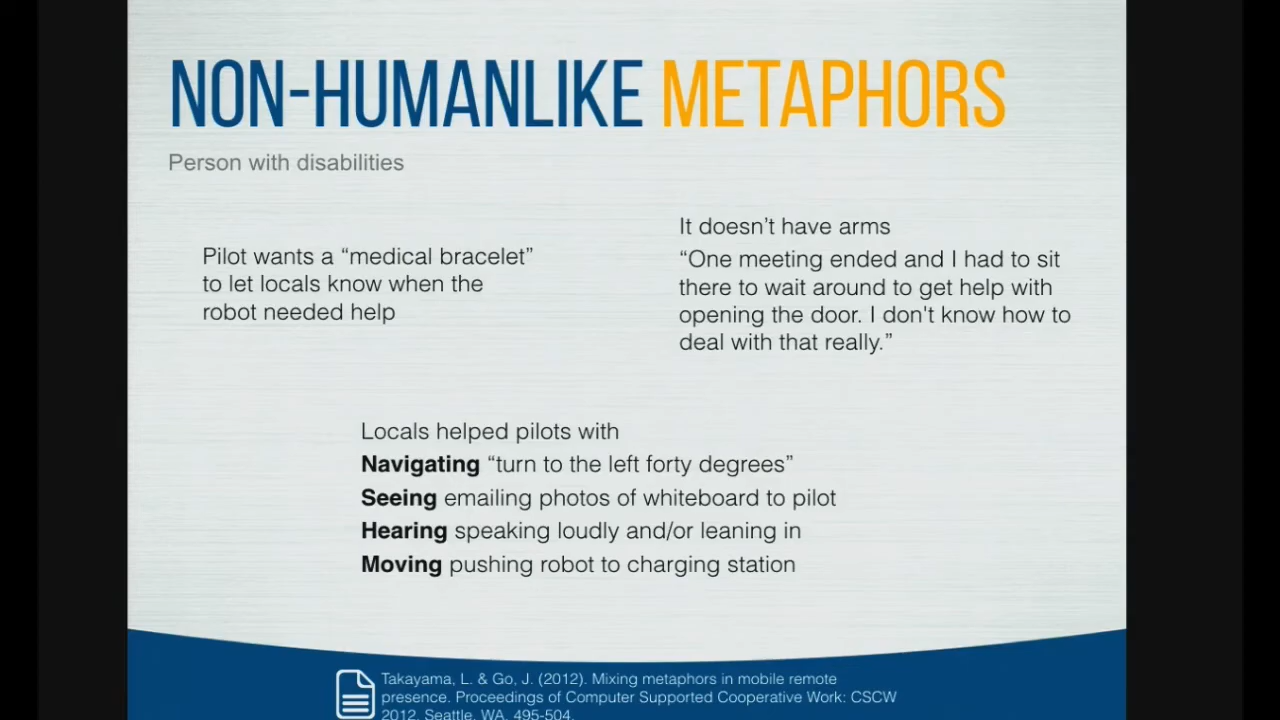 NON-HUMANLIKE METAPHORS
Person with disabilities
Pilot wants a “medical bracelet”
to let locals know when the
robot needed help
It doesn’t have arms
“One meeting ended and I had to sit
there to wait around to get help with
opening the door. I don't know how to
deal with that really.”
Locals helped pilots with
Navigating “turn to the left forty degrees”
Seeing emailing photos of whiteboard to pilot
Hearing speaking loudly and/or leaning in
Moving pushing robot to charging station
Takayama, L. & Go, J. (2012). Mixing metaphors in mobile remote
presence. Proceedings of Computer Supported Cooperative Work: CSCW
2012. Seattle, WA, 495-504.